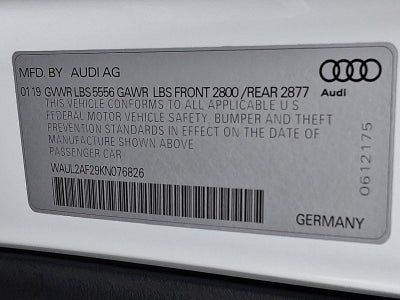 MFD. BY AUDI AG
01 19 GVWR LBS 5556 GAWR LBS FRONT 2800 /REAR 2877
THIS VEHICLE CONFORMS TO ALL APPLICABLE U S
FEDERAL MOTOR VEHICLE SAFETY, BUMPER AND THEFT
PREVENTION STANDARDS IN EFFECT ON THE DATE OF
MANUFACTURE SHOWN ABOVE.
PASSENGER CAR
WAUL2AF29KN076826
Audi
0612175
GERMANY